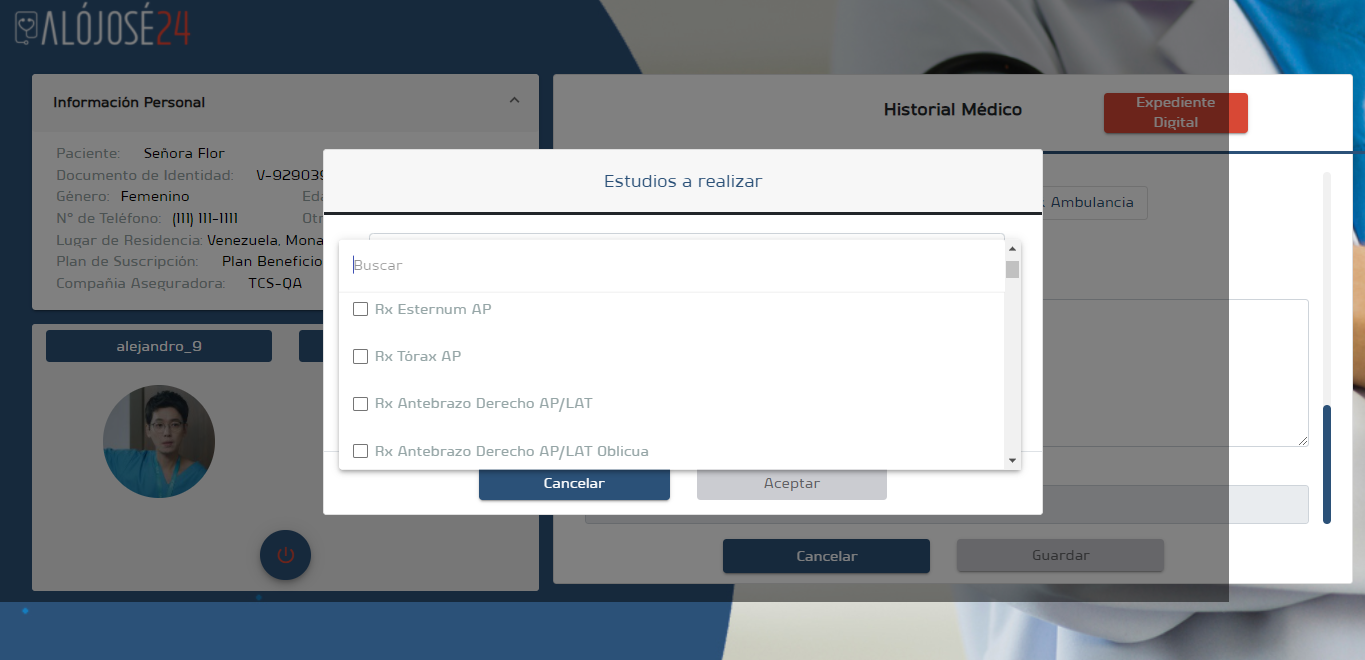 ALÓJOSÉ24
Información Personal
Paciente: Señora Flor
Documento de Identidad: V-929039
Género: Femenino Eda
N° de Teléfono: (111) 111-1111 Otr
Lugar de Residencia: Venezuela, Mona
Plan de Suscripción: Plan Beneficio
Compañia Aseguradora: TCS-QA
alejandro_9
Historial Médico
Expediente
Digital
Ambulancia
Estudios a realizar
Buscar
Rx Esternum AP
Rx Tórax AP
Rx Antebrazo Derecho AP/LAT
Rx Antebrazo Derecho AP/LAT Oblicua
Cancelar Aceptar
Cancelar Guardar